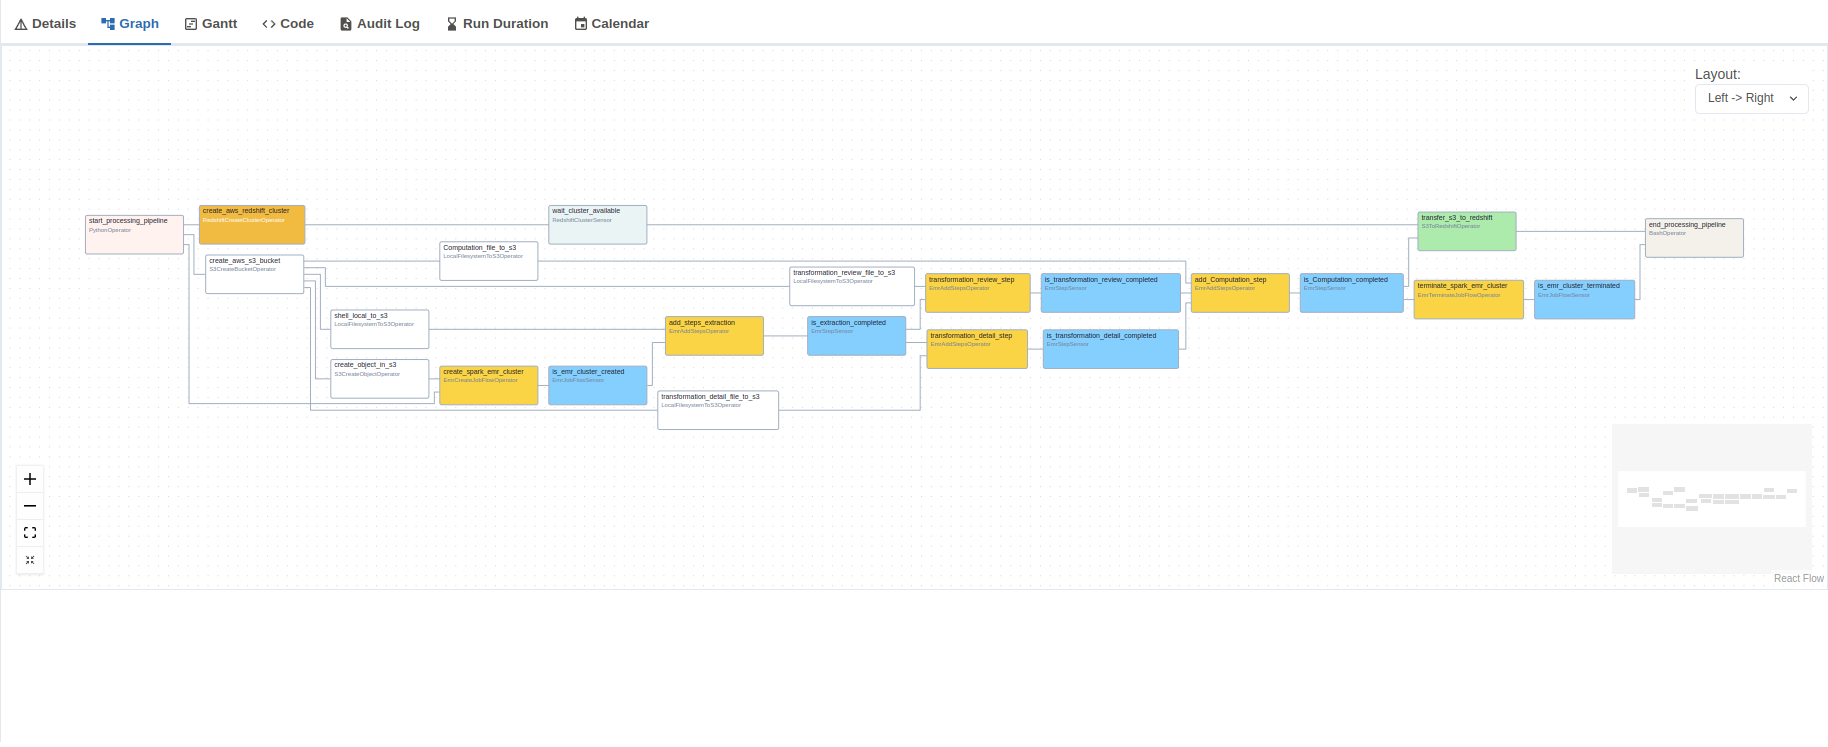 Details
Graph
Gantt
Code
Audit Log
Run Duration
Calendar
Layout:
Left -> Right
start_processing_pipeline
PythonOperator
create_aws_redshift_cluster
RedshiftCreateClusterOperator
wait_cluster_available
RedshiftClusterSensor
transfer_s3_to_redshift
S3ToRedshiftOperator
end_processing_pipeline
BashOperator
create_aws_s3_bucket
S3CreateBucketOperator
Computation_file_to_s3
LocalFilesystemToS3Operator
transformation_review_file_to_s3
LocalFilesystemToS3Operator
transformation_review_step
EmrAddStepsOperator
is_transformation_review_completed
EmrStepSensor
add_Computation_step
EmrAddStepsOperator
is_Computation_completed
EmrStepSensor
terminate_spark_emr_cluster
EmrTerminateJobFlowOperator
is_emr_cluster_terminated
EmrJobFlowSensor
shell_local_to_s3
LocalFilesystemToS3Operator
add_steps_extraction
EmrAddStepsOperator
is_extraction_completed
EmrStepSensor
transformation_detail_step
EmrAddStepsOperator
is_transformation_detail_completed
EmrStepSensor
create_object_in_s3
S3CreateObjectOperator
create_spark_emr_cluster
EmrCreateJobFlowOperator
is_emr_cluster_created
EmrJobFlowSensor
transformation_detail_file_to_s3
LocalFilesystemToS3Operator
React Flow